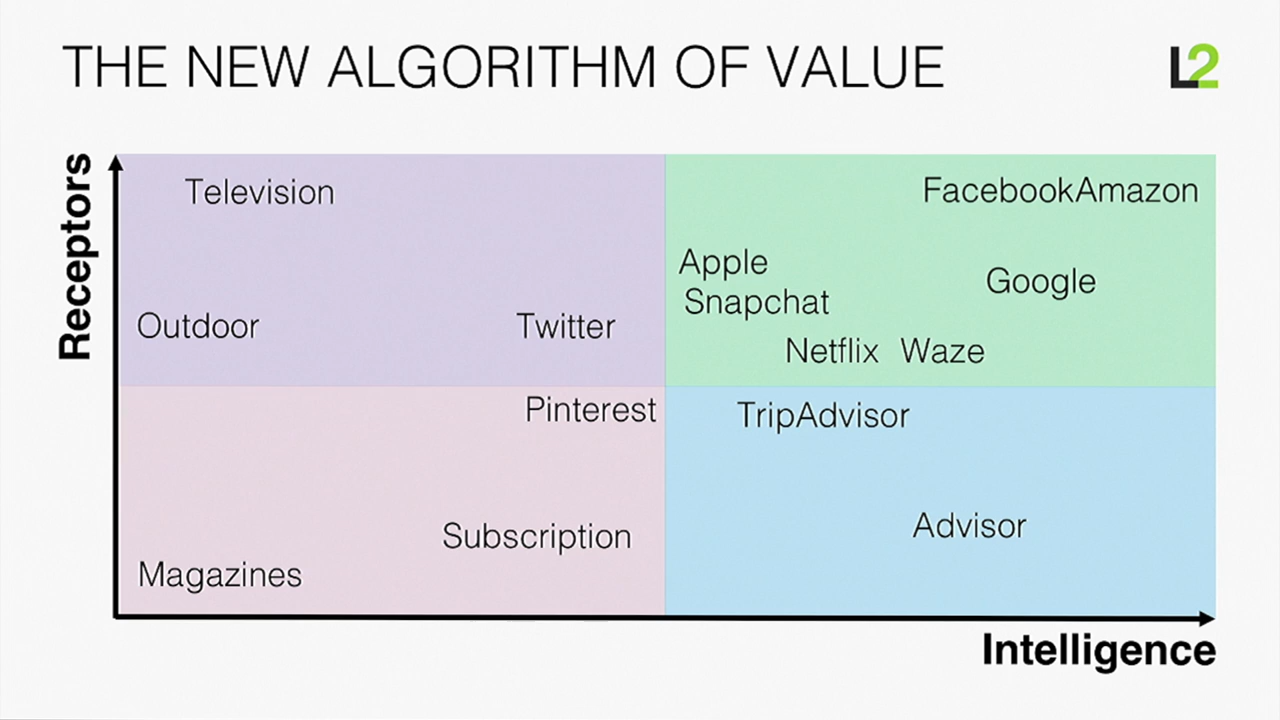 THE NEW ALGORITHM OF VALUE
L2
Receptors
Television
FacebookAmazon
Apple
Google
Snapchat
Outdoor
Twitter
Netflix Waze
Pinterest
TripAdvisor
Subscription
Advisor
Magazines
Intelligence